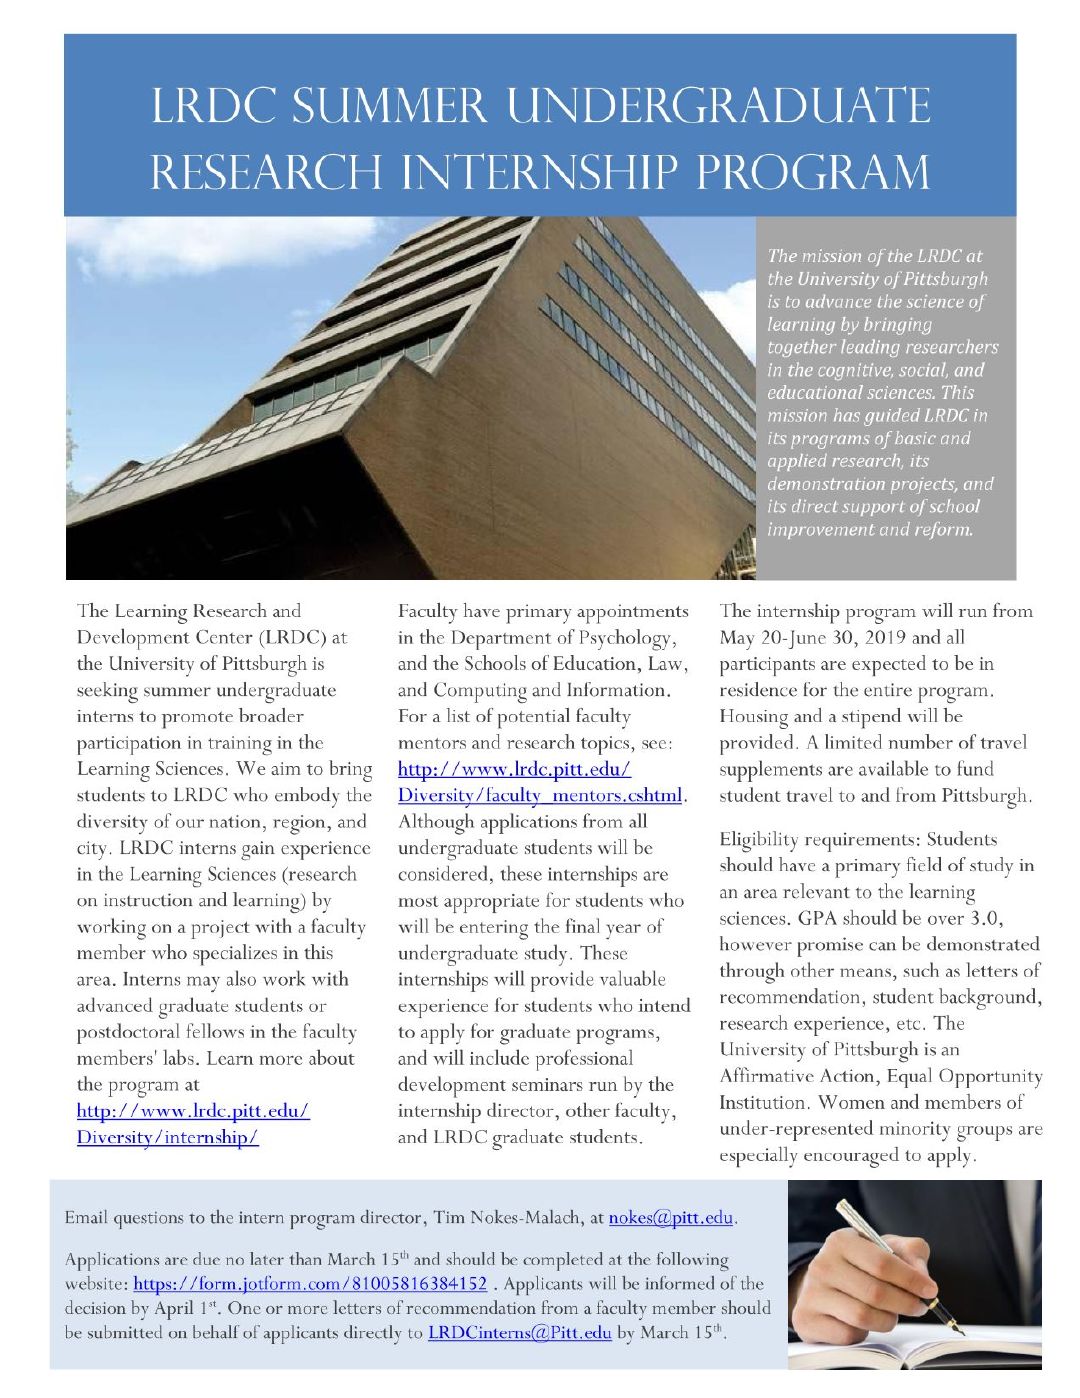 LRDC SUMMER UNDERGRADUATE
RESEARCH INTERNSHIP PROGRAM
The mission of the LRDC at
the University of Pittsburgh
is to advance the science of
learning by bringing
together leading researchers
in the cognitive, social, and
educational sciences. This
mission has guided LRDC in
its programs of basic and
applied research, its
demonstration projects, and
its direct support of school
improvement and reform.
The Learning Research and
Development Center (LRDC) at
the University of Pittsburgh is
seeking summer undergraduate
interns to promote broader
participation in training in the
Learning Sciences. We aim to bring
students to LRDC who embody the
diversity of our nation, region, and
city. LRDC interns gain experience
in the Learning Sciences (research
on instruction and learning) by
working on a project with a faculty
member who specializes in this
area. Interns may also work with
advanced graduate students or
postdoctoral fellows in the faculty
members' labs. Learn more about
the program at
http://www.lrdc.pitt.edu/
Diversity/internship/
Faculty have primary appointments
in the Department of Psychology,
and the Schools of Education, Law,
and Computing and Information.
For a list of potential faculty
mentors and research topics, see:
http://www.lrdc.pitt.edu/
Diversity/faculty_mentors.cshtml.
Although applications from all
undergraduate students will be
considered, these internships are
most appropriate for students who
will be entering the final year of
undergraduate study. These
internships will provide valuable
experience for students who intend
to apply for graduate programs,
and will include professional
development seminars run by the
internship director, other faculty,
and LRDC graduate students.
The internship program will run from
May 20-June 30, 2019 and all
participants are expected to be in
residence for the entire program.
Housing and a stipend will be
provided. A limited number of travel
supplements are available to fund
student travel to and from Pittsburgh.
Eligibility requirements: Students
should have a primary field of study in
an area relevant to the learning
sciences. GPA should be over 3.0,
however promise can be demonstrated
through other means, such as letters of
recommendation, student background,
research experience, etc. The
University of Pittsburgh is an
Affirmative Action, Equal Opportunity
Institution. Women and members of
under-represented minority groups are
especially encouraged to apply.
Email questions to the intern program director, Tim Nokes-Malach, at nokes@pitt.edu.
Applications are due no later than March 15th and should be completed at the following
website: https://form.jotform.com/81005816384152 . Applicants will be informed of the
decision by April 1st. One or more letters of recommendation from a faculty member should
be submitted on behalf of applicants directly to LRDCinterns@Pitt.edu by March 15th.